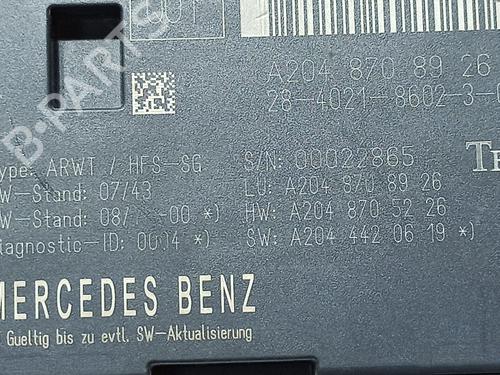 001
A204 870 89 26
28-4021-8602-3-0
ype: ARWT / HFS-SG
S/N: 00022865
W-Stand: 07/43
LU: A204 870 89 26
W-Stand: 08/ -00 *)
HW: A204 870 52 26
iagnostic-ID: 0004 *)
SW: A204 442 06 19 *)
MERCEDES BENZ
Gueltig bis zu evtl. SW-Aktualisierung
B-PARTS